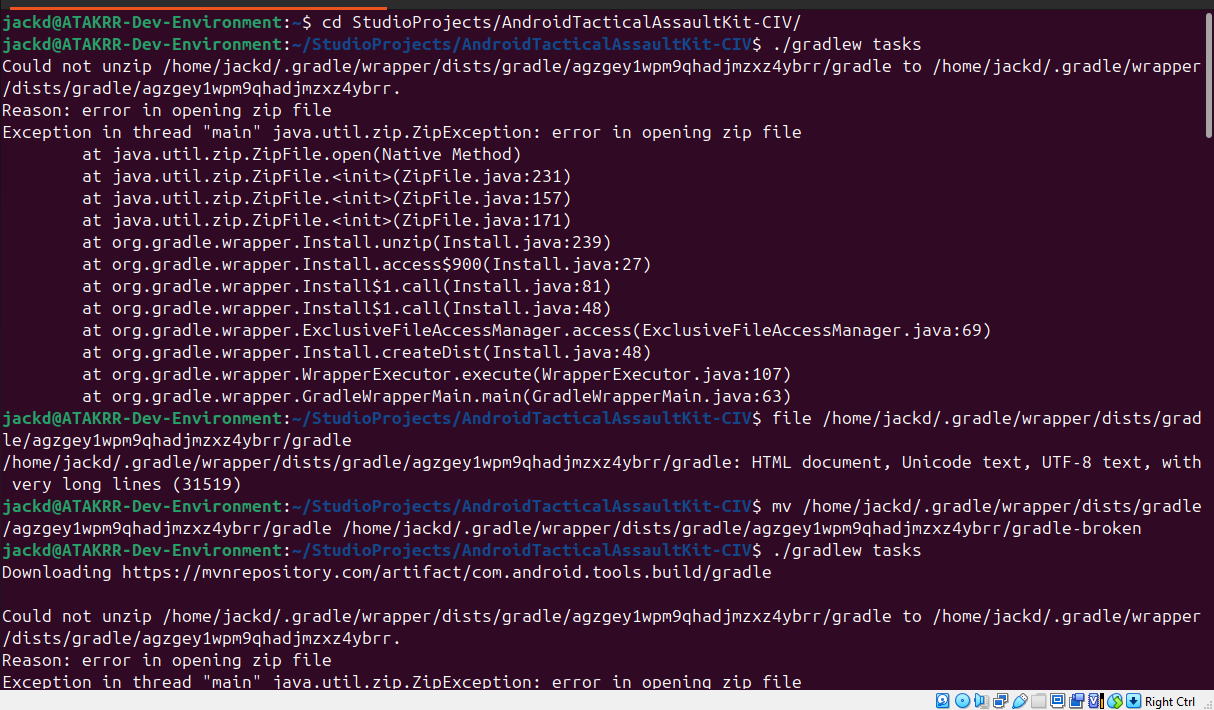 jackd@ATAKRR-Dev-Environment:~$ cd StudioProjects/AndroidTacticalAssaultKit-CIV/
jackd@ATAKRR-Dev-Environment:~/StudioProjects/AndroidTacticalAssaultKit-CIV$ ./gradlew tasks
Could not unzip /home/jackd/.gradle/wrapper/dists/gradle/agzgey1wpm9qhadjmzxz4ybrr/gradle to /home/jackd/.gradle/wrapper
/dists/gradle/agzgey1wpm9qhadjmzxz4ybrr.
Reason: error in opening zip file
Exception in thread "main" java.util.zip.ZipException: error in opening zip file
        at java.util.zip.ZipFile.open(Native Method)
        at java.util.zip.ZipFile.<init>(ZipFile.java:231)
        at java.util.zip.ZipFile.<init>(ZipFile.java:157)
        at java.util.zip.ZipFile.<init>(ZipFile.java:171)
        at org.gradle.wrapper.Install.unzip(Install.java:239)
        at org.gradle.wrapper.Install.access$900(Install.java:27)
        at org.gradle.wrapper.Install$1.call(Install.java:81)
        at org.gradle.wrapper.Install$1.call(Install.java:48)
        at org.gradle.wrapper.ExclusiveFileAccessManager.access(ExclusiveFileAccessManager.java:69)
        at org.gradle.wrapper.Install.createDist(Install.java:48)
        at org.gradle.wrapper.WrapperExecutor.execute(WrapperExecutor.java:107)
        at org.gradle.wrapper.GradleWrapperMain.main(GradleWrapperMain.java:63)
jackd@ATAKRR-Dev-Environment:~/StudioProjects/AndroidTacticalAssaultKit-CIV$ file /home/jackd/.gradle/wrapper/dists/grad
le/agzgey1wpm9qhadjmzxz4ybrr/gradle
/home/jackd/.gradle/wrapper/dists/gradle/agzgey1wpm9qhadjmzxz4ybrr/gradle: HTML document, Unicode text, UTF-8 text, with
 very long lines (31519)
jackd@ATAKRR-Dev-Environment:~/StudioProjects/AndroidTacticalAssaultKit-CIV$ mv /home/jackd/.gradle/wrapper/dists/gradle
/agzgey1wpm9qhadjmzxz4ybrr/gradle /home/jackd/.gradle/wrapper/dists/gradle/agzgey1wpm9qhadjmzxz4ybrr/gradle-broken
jackd@ATAKRR-Dev-Environment:~/StudioProjects/AndroidTacticalAssaultKit-CIV$ ./gradlew tasks
Downloading https://mvnrepository.com/artifact/com.android.tools.build/gradle
Could not unzip /home/jackd/.gradle/wrapper/dists/gradle/agzgey1wpm9qhadjmzxz4ybrr/gradle to /home/jackd/.gradle/wrapper
/dists/gradle/agzgey1wpm9qhadjmzxz4ybrr.
Reason: error in opening zip file
Exception in thread "main" java.util.zip.ZipException: error in opening zip file
Right Ctrl